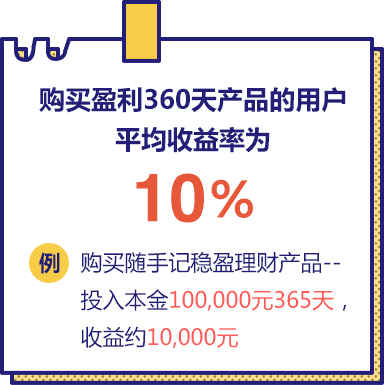 购买盈利360天产品的用户
平均收益率为
10%
例
购买随手记稳盈理财产品--
投入本金100,000元365天，
收益约10,000元